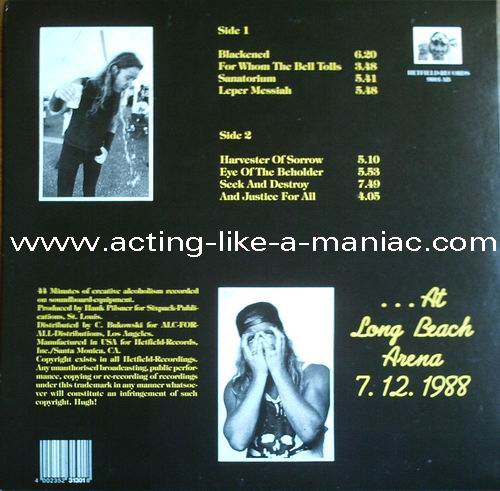 Side 1
Blackened 6.20
For Whom The Bell Tolls 3.48
Sanatorium 5.41
Leper Messiah 5.48
HETFIELD-RECORDS
Side 2
Harvester Of Sorrow 5.10
Eye Of The Beholder 5.53
Seek And Destroy 7.49
And Justice For All 4.05
www.acting-like-a-maniac.com
44 Minutes of creative alcoholism recorded
on soundboard-equipment.
Produced by Hank Pilsner for Sixpack-Publi-
cations, St. Louis.
Distributed by C. Bukowski for ALC-FOR-
ALL-Distributions, Los Angeles.
Manufactured in USA for Hetfield-Records,
Inc./Santa Monica, CA.
Copyright exists in all Hetfield-Recordings.
Any unauthorised broadcasting, public perfor-
mance, copying or re-recording of recordings
under this trademark in any manner whatsoe-
ver will constitute an infringement of such
copyright. Hugh!
...At
Long Beach
Arena
7.12.1988
4 002352 313018